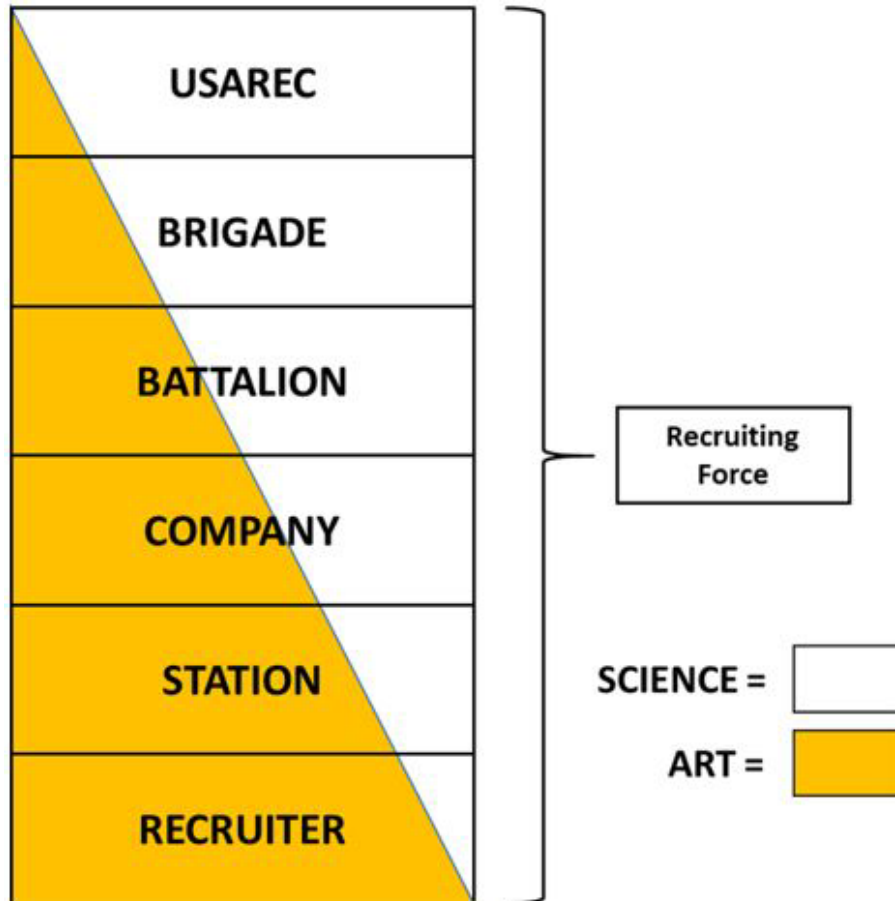 USAREC
BRIGADE
BATTALION
COMPANY
STATION
RECRUITER
Recruiting
Force
SCIENCE =
ART =